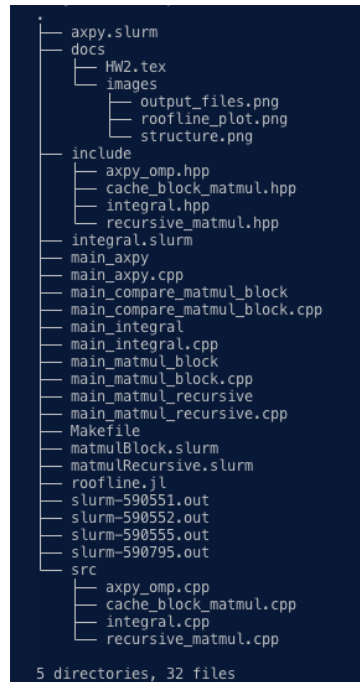 .
├── axpy.slurm
├── docs
│   ├── HW2.tex
│   └── images
│       ├── output_files.png
│       ├── roofline_plot.png
│       └── structure.png
├── include
│   ├── axpy_omp.hpp
│   ├── cache_block_matmul.hpp
│   ├── integral.hpp
│   └── recursive_matmul.hpp
├── integral.slurm
├── main_axpy
├── main_axpy.cpp
├── main_compare_matmul_block
├── main_compare_matmul_block.cpp
├── main_integral
├── main_integral.cpp
├── main_matmul_block
├── main_matmul_block.cpp
├── main_matmul_recursive
├── main_matmul_recursive.cpp
├── Makefile
├── matmulBlock.slurm
├── matmulRecursive.slurm
├── roofline.jl
├── slurm-590551.out
├── slurm-590552.out
├── slurm-590555.out
├── slurm-590795.out
└── src
    ├── axpy_omp.cpp
    ├── cache_block_matmul.cpp
    ├── integral.cpp
    └── recursive_matmul.cpp
5 directories, 32 files